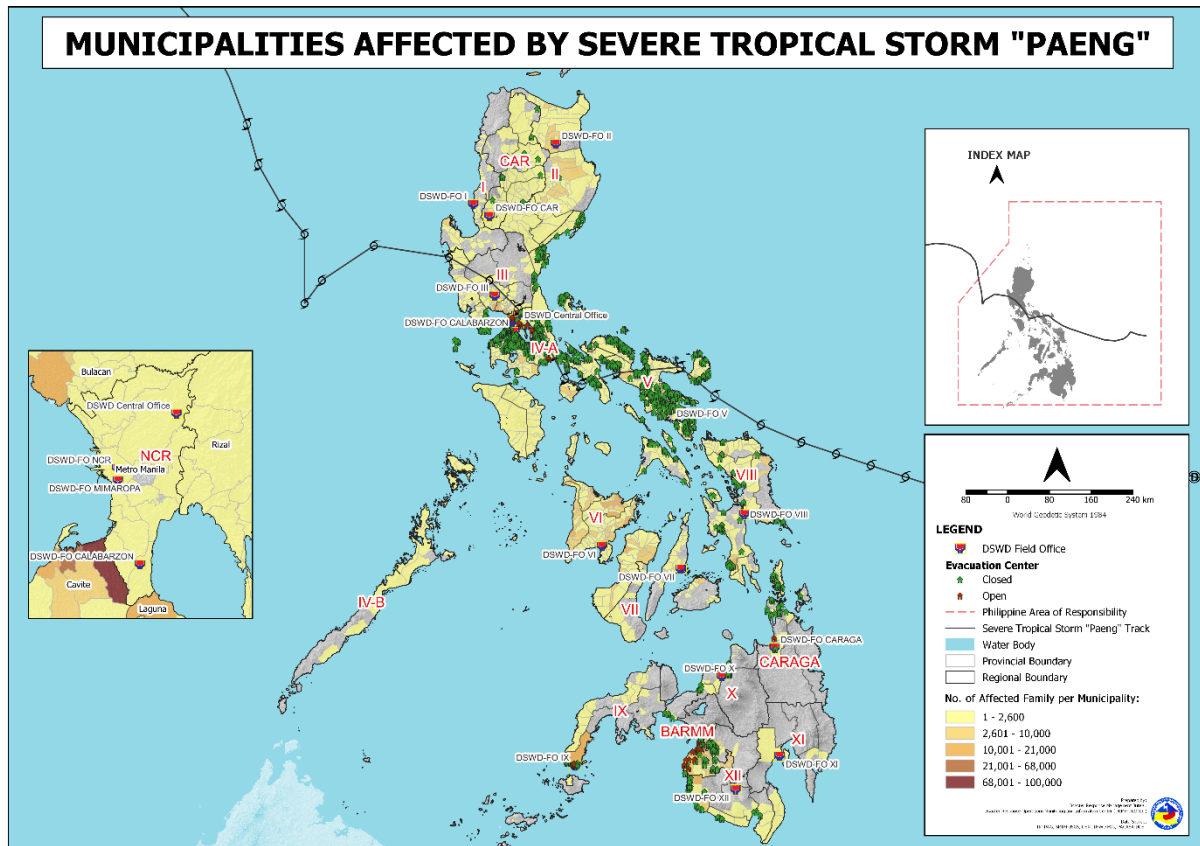 MUNICIPALITIES AFFECTED BY SEVERE TROPICAL STORM "PAENG"
DSWD-FO II
CAR
II
I
DSWD-FO I
DSWD-FO CAR
III
DSWD-FO III
DSWD Central Office
DSWD-FO CALABARZON
IV-A
V
DSWD-FO V
VIII
DSWD-FO VIII
VI
DSWD-FO VI
DSWD-FO VII
VII
IV-B
DSWD-FO CARAGA
CARAGA
DSWD-FO X
X
IX
BARMM
XI
DSWD-FO IX
DSWD-FO XI
XII
DSWD-FO XII
Bulacan
DSWD Central Office
NCR
Rizal
DSWD-FO NCR
Metro Manila
DSWD-FO MIMAROPA
DSWD-FO CALABARZON
Cavite
Laguna
INDEX MAP
80 0 80 160 240 km
World Geodetic System 1984
LEGEND
DSWD Field Office
Evacuation Center
Closed
Open
Philippine Area of Responsibility
Severe Tropical Storm "Paeng" Track
Water Body
Provincial Boundary
Regional Boundary
No. of Affected Family per Municipality:
1 - 2,600
2,601 - 10,000
10,001 - 21,000
21,001 - 68,000
68,001 - 100,000
Prepared by: